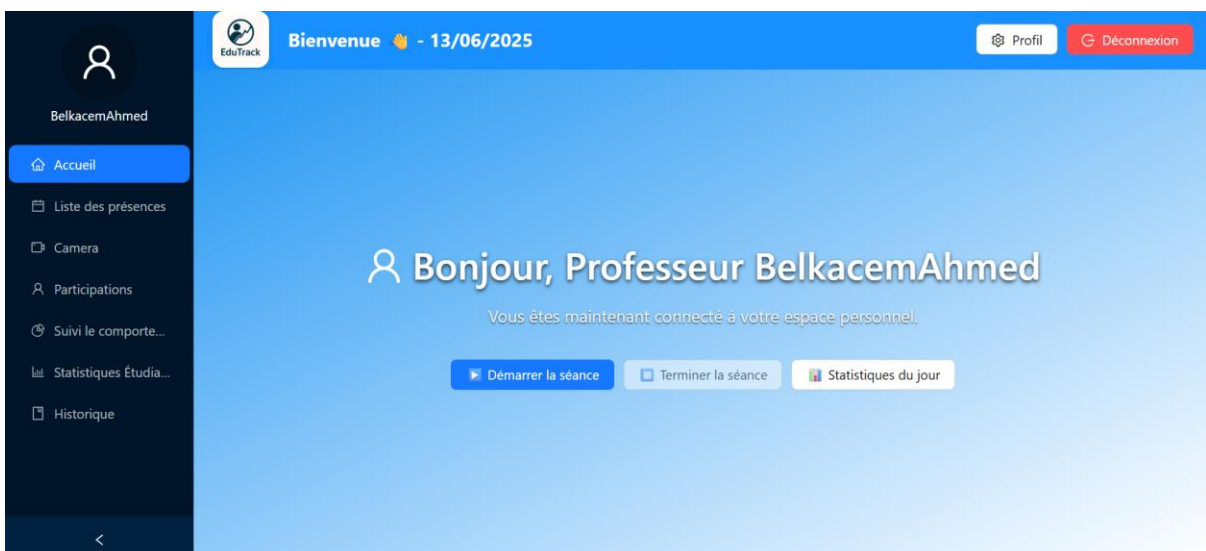 BelkacemAhmed
Accueil
Liste des présences
Camera
Participations
Suivi le comporte...
Statistiques Étudia...
Historique
EduTrack
Bienvenue 👋 - 13/06/2025
Profil
Déconnexion
Bonjour, Professeur BelkacemAhmed
Vous êtes maintenant connecté à votre espace personnel.
Démarrer la séance
Terminer la séance
Statistiques du jour